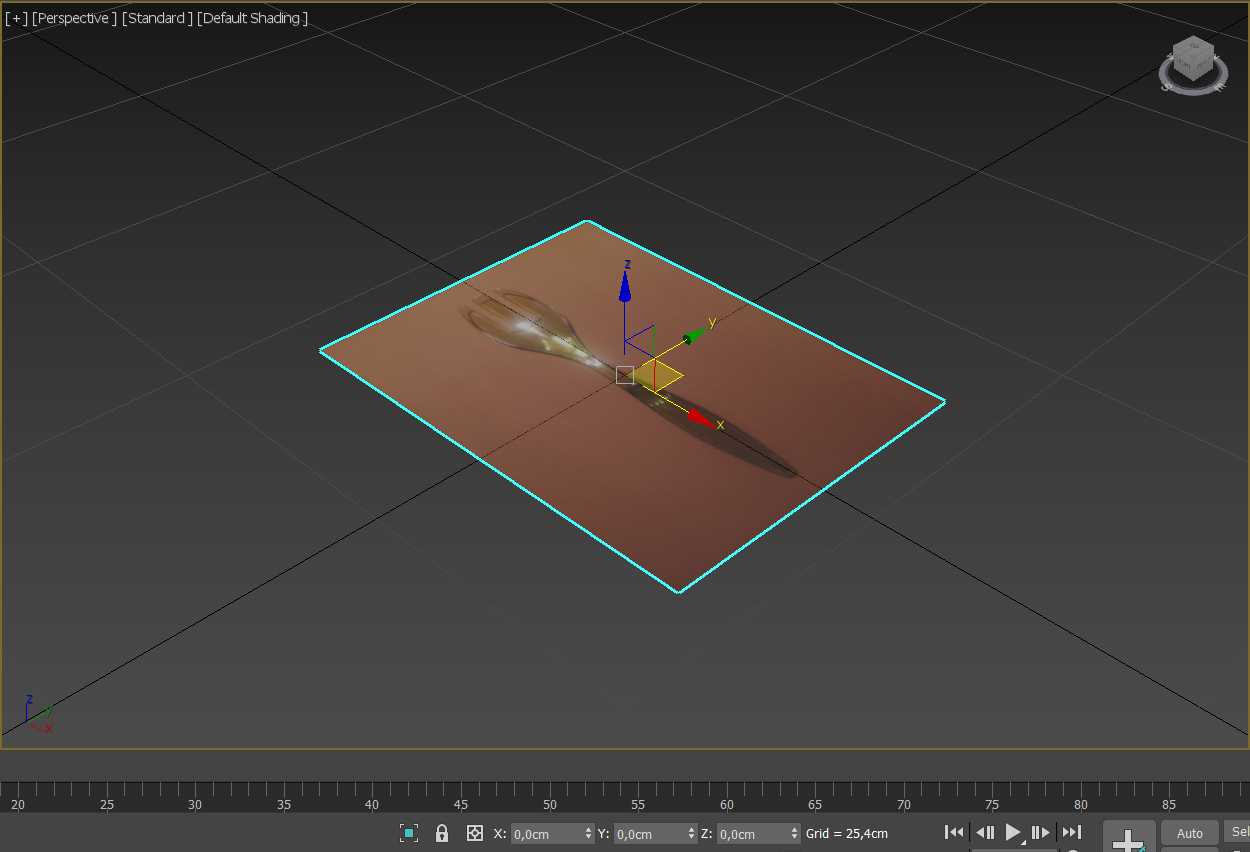 [+] [Perspective ] [Standard ] [Default Shading ]
S
E
z
y
x
z
y
x
20 25 30 35 40 45 50 55 60 65 70 75 80 85
X: 0,0cm Y: 0,0cm Z: 0,0cm Grid = 25,4cm
Auto
Sel